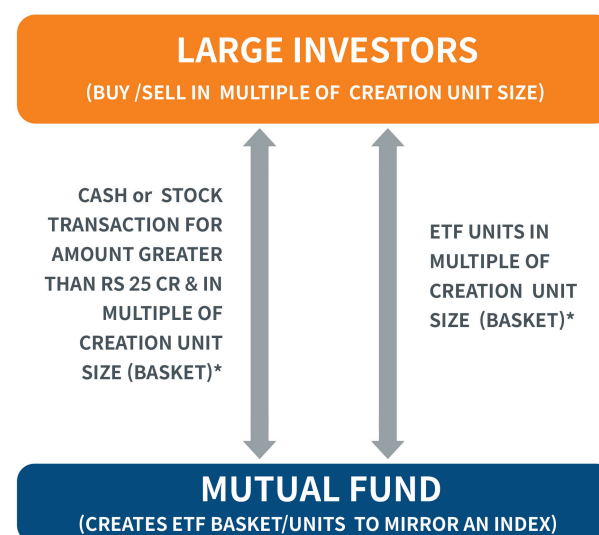 LARGE INVESTORS
(BUY /SELL IN MULTIPLE OF CREATION UNIT SIZE)
CASH or STOCK
TRANSACTION FOR
AMOUNT GREATER
THAN RS 25 CR & IN
MULTIPLE OF
CREATION UNIT
SIZE (BASKET)*
ETF UNITS IN
MULTIPLE OF
CREATION UNIT
SIZE (BASKET)*
MUTUAL FUND
(CREATES ETF BASKET/UNITS TO MIRROR AN INDEX)